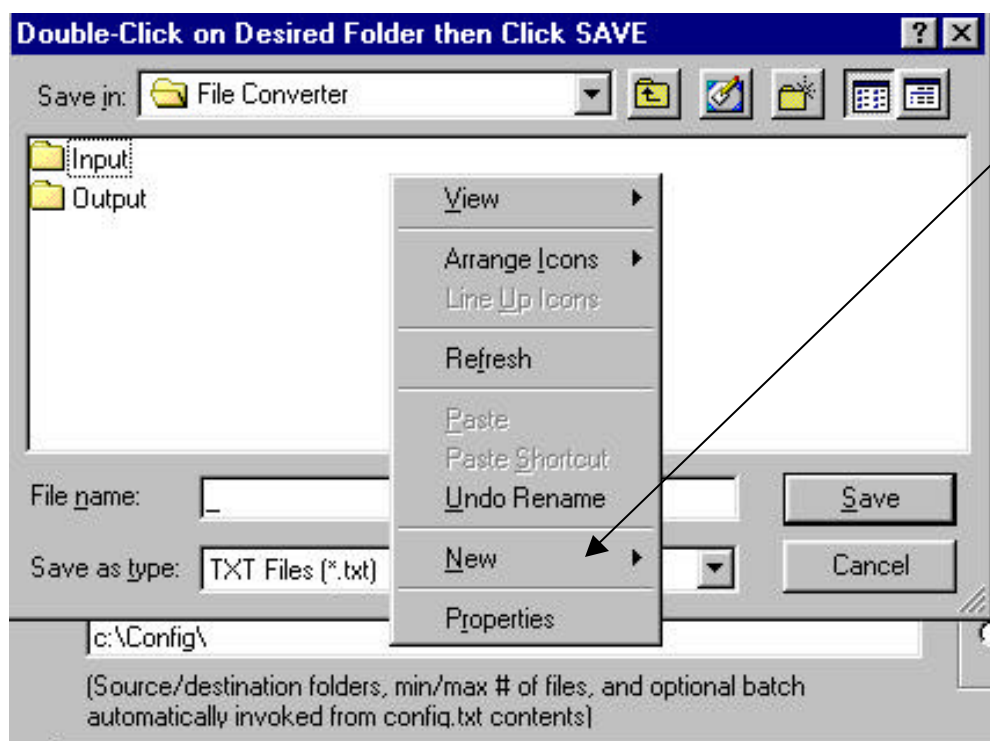 Double-Click on Desired Folder then Click SAVE
Save in: File Converter
Input
Output
View
Arrange Icons
Line Up Icons
Refresh
Paste
Paste Shortcut
Undo Rename
New
Properties
File name: _
Save
Save as type: TXT Files (*.txt)
Cancel
c:\Config\
(Source/destination folders, min/max # of files, and optional batch
automatically invoked from config.txt contents)